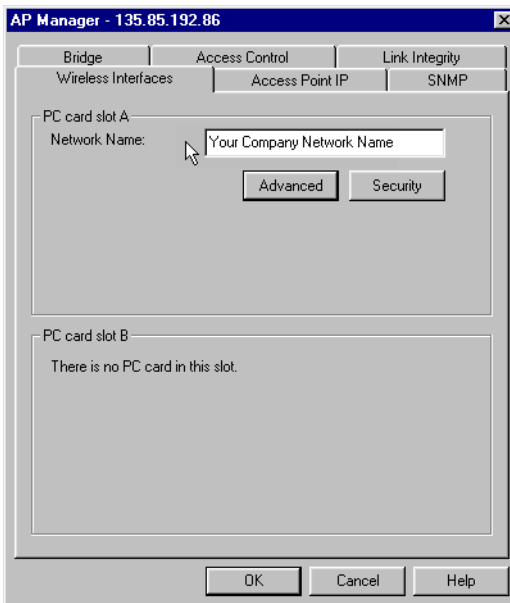 AP Manager - 135.85.192.86
Bridge Access Control Link Integrity
Wireless Interfaces Access Point IP SNMP
PC card slot A
Network Name: Your Company Network Name
Advanced Security
PC card slot B
There is no PC card in this slot.
OK Cancel Help